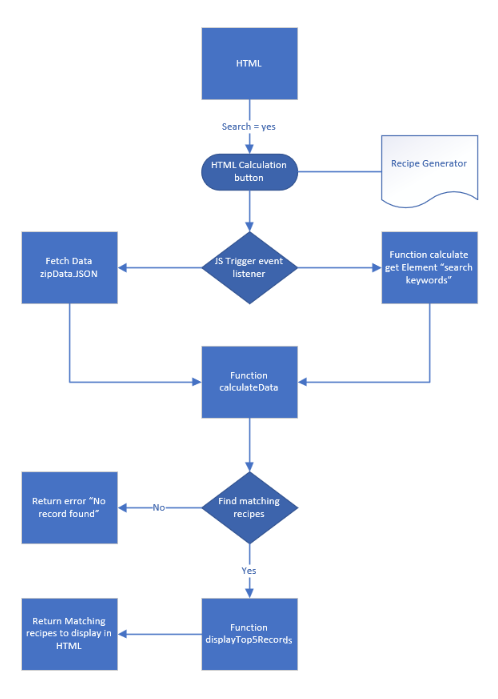 HTML
Search = yes
HTML Calculation
button
Recipe Generator
JS Trigger event
listener
Fetch Data
zipData.JSON
Function calculate
get Element "search
keywords"
Function
calculateData
Find matching
recipes
No
Return error "No
record found"
Yes
Function
displayTop5Records
Return Matching
recipes to display in
HTML